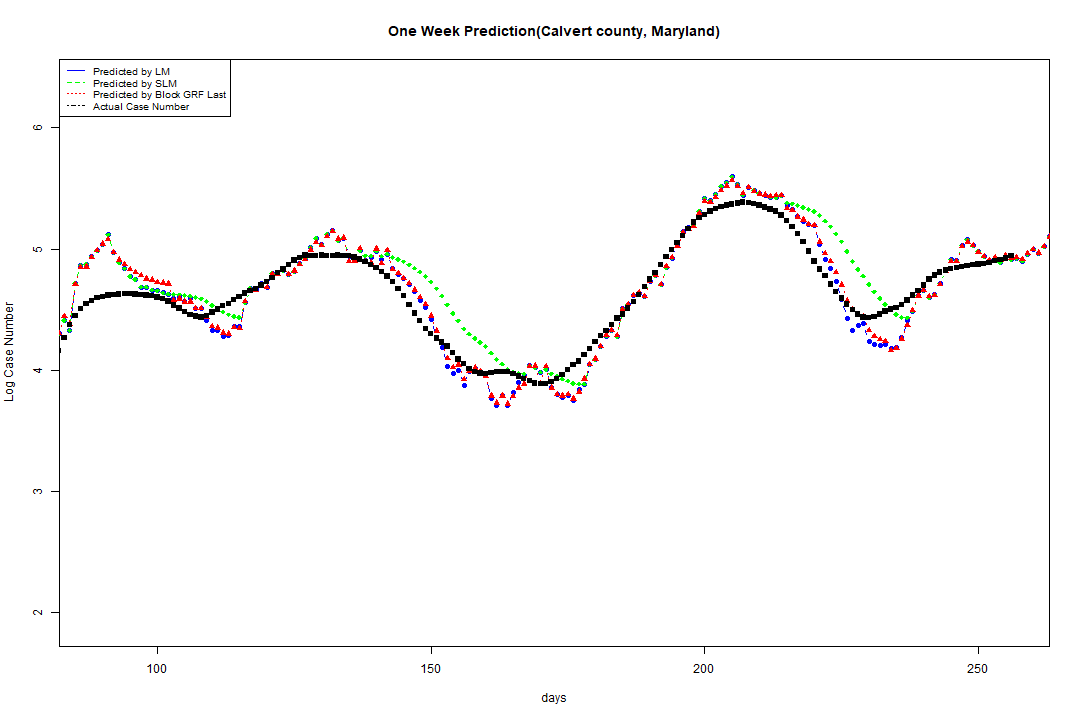 One Week Prediction(Calvert county, Maryland)
Predicted by LM
Predicted by SLM
Predicted by Block GRF Last
Actual Case Number
6
5
4
3
2
Log Case Number
100 150 200 250
days